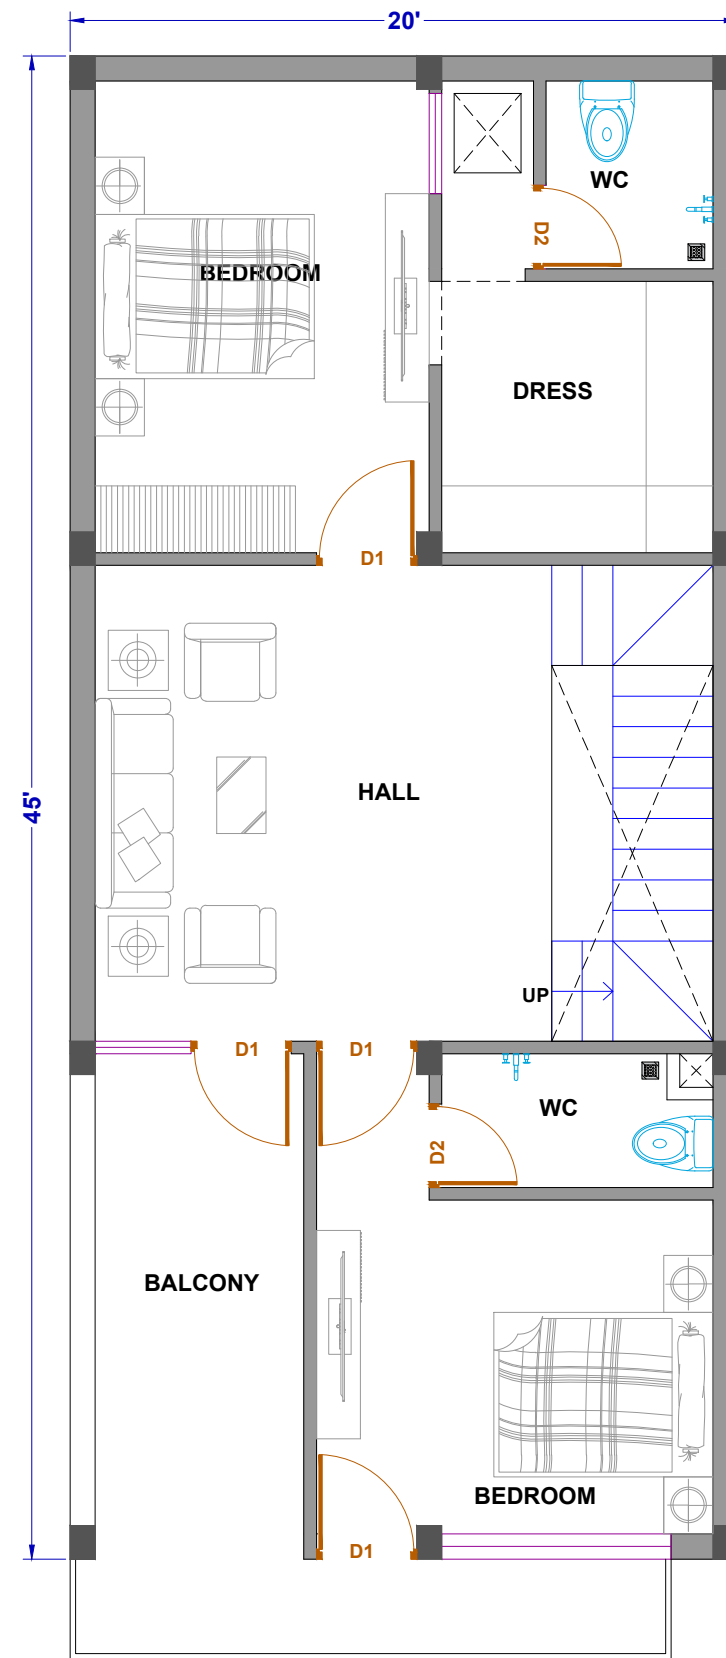 20'
WC
D2
BEDROOM
DRESS
D1
45'
HALL
UP
D1
D1
WC
D2
BALCONY
BEDROOM
D1